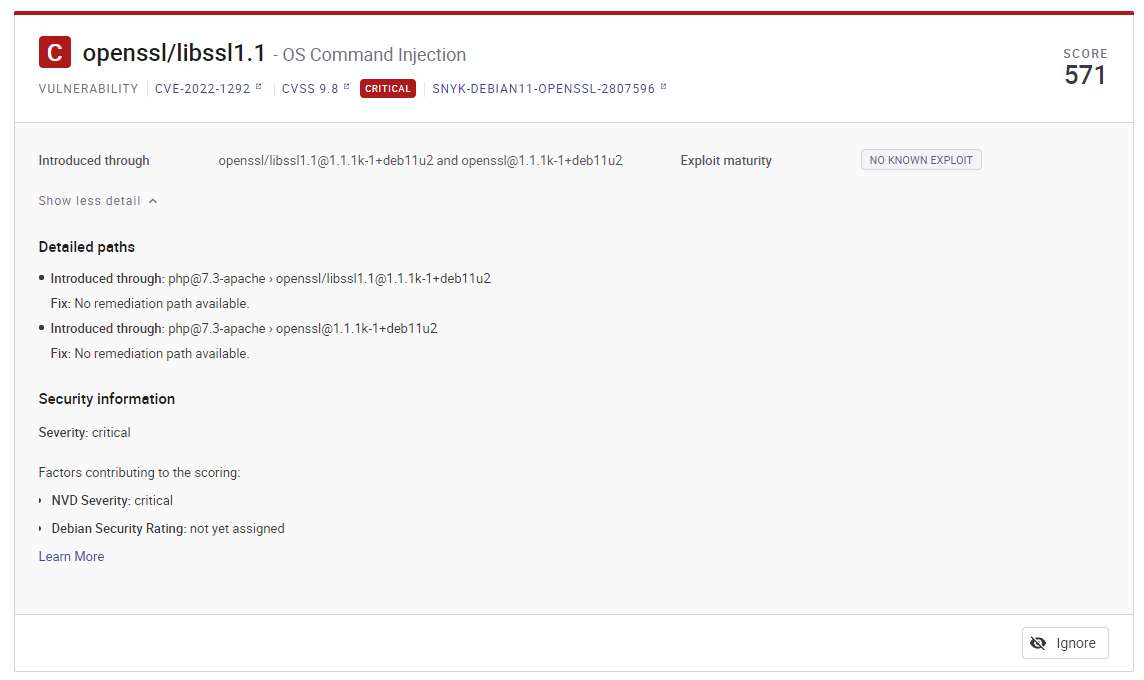 C openssl/libssl1.1 - OS Command Injection
SCORE
571
VULNERABILITY CVE-2022-1292 CVSS 9.8 CRITICAL SNYK-DEBIAN11-OPENSSL-2807596
Introduced through openssl/libssl1.1@1.1.1k-1+deb11u2 and openssl@1.1.1k-1+deb11u2 Exploit maturity NO KNOWN EXPLOIT
Show less detail
Detailed paths
• Introduced through: php@7.3-apache › openssl/libssl1.1@1.1.1k-1+deb11u2
Fix: No remediation path available.
• Introduced through: php@7.3-apache › openssl@1.1.1k-1+deb11u2
Fix: No remediation path available.
Security information
Severity: critical
Factors contributing to the scoring:
NVD Severity: critical
Debian Security Rating: not yet assigned
Learn More
Ignore